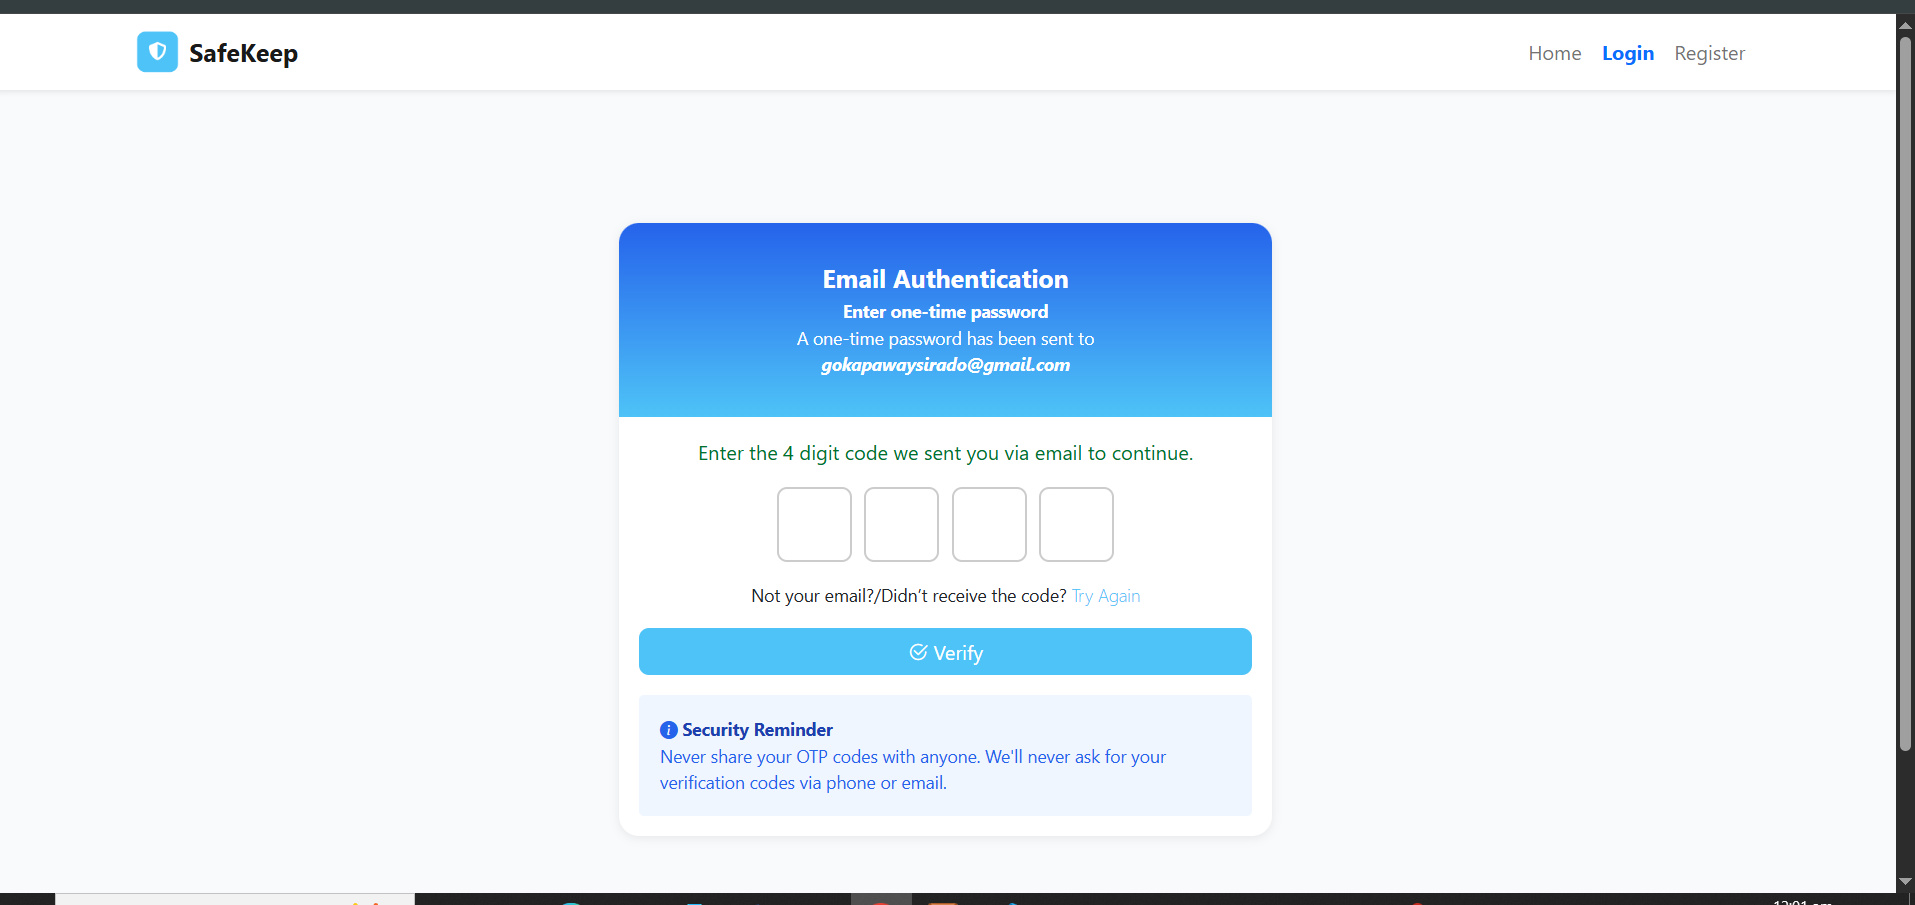 SafeKeep
Home
Login
Register
Email Authentication
Enter one-time password
A one-time password has been sent to
gokapawaysirado@gmail.com
Enter the 4 digit code we sent you via email to continue.
Not your email?/Didn’t receive the code? Try Again
Verify
Security Reminder
Never share your OTP codes with anyone. We'll never ask for your
verification codes via phone or email.